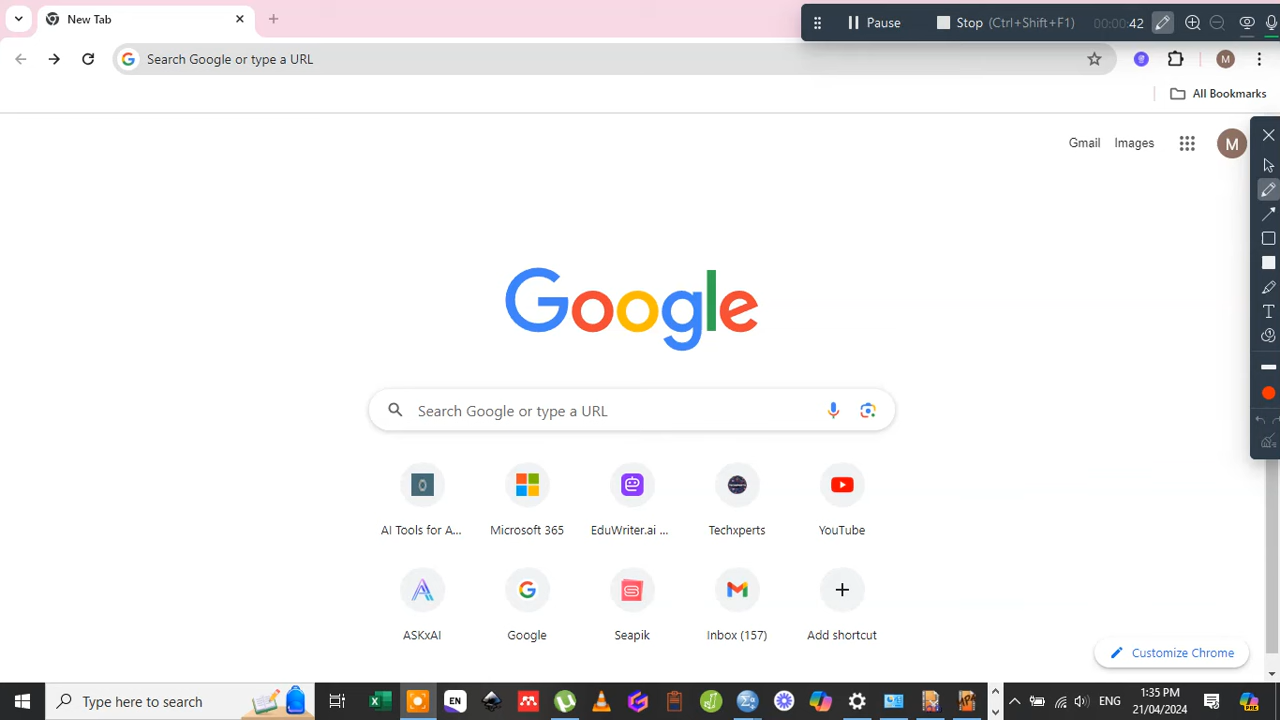 New Tab
Pause Stop (Ctrl+Shift+F1) 00:00:42
Search Google or type a URL
M
All Bookmarks
Gmail Images M
Google
Search Google or type a URL
AI Tools for A... Microsoft 365 EduWriter.ai ... Techxperts YouTube
ASKxAI Google Seapik Inbox (157) Add shortcut
Customize Chrome
Type here to search
EN
ENG
1:35 PM
21/04/2024
PRE